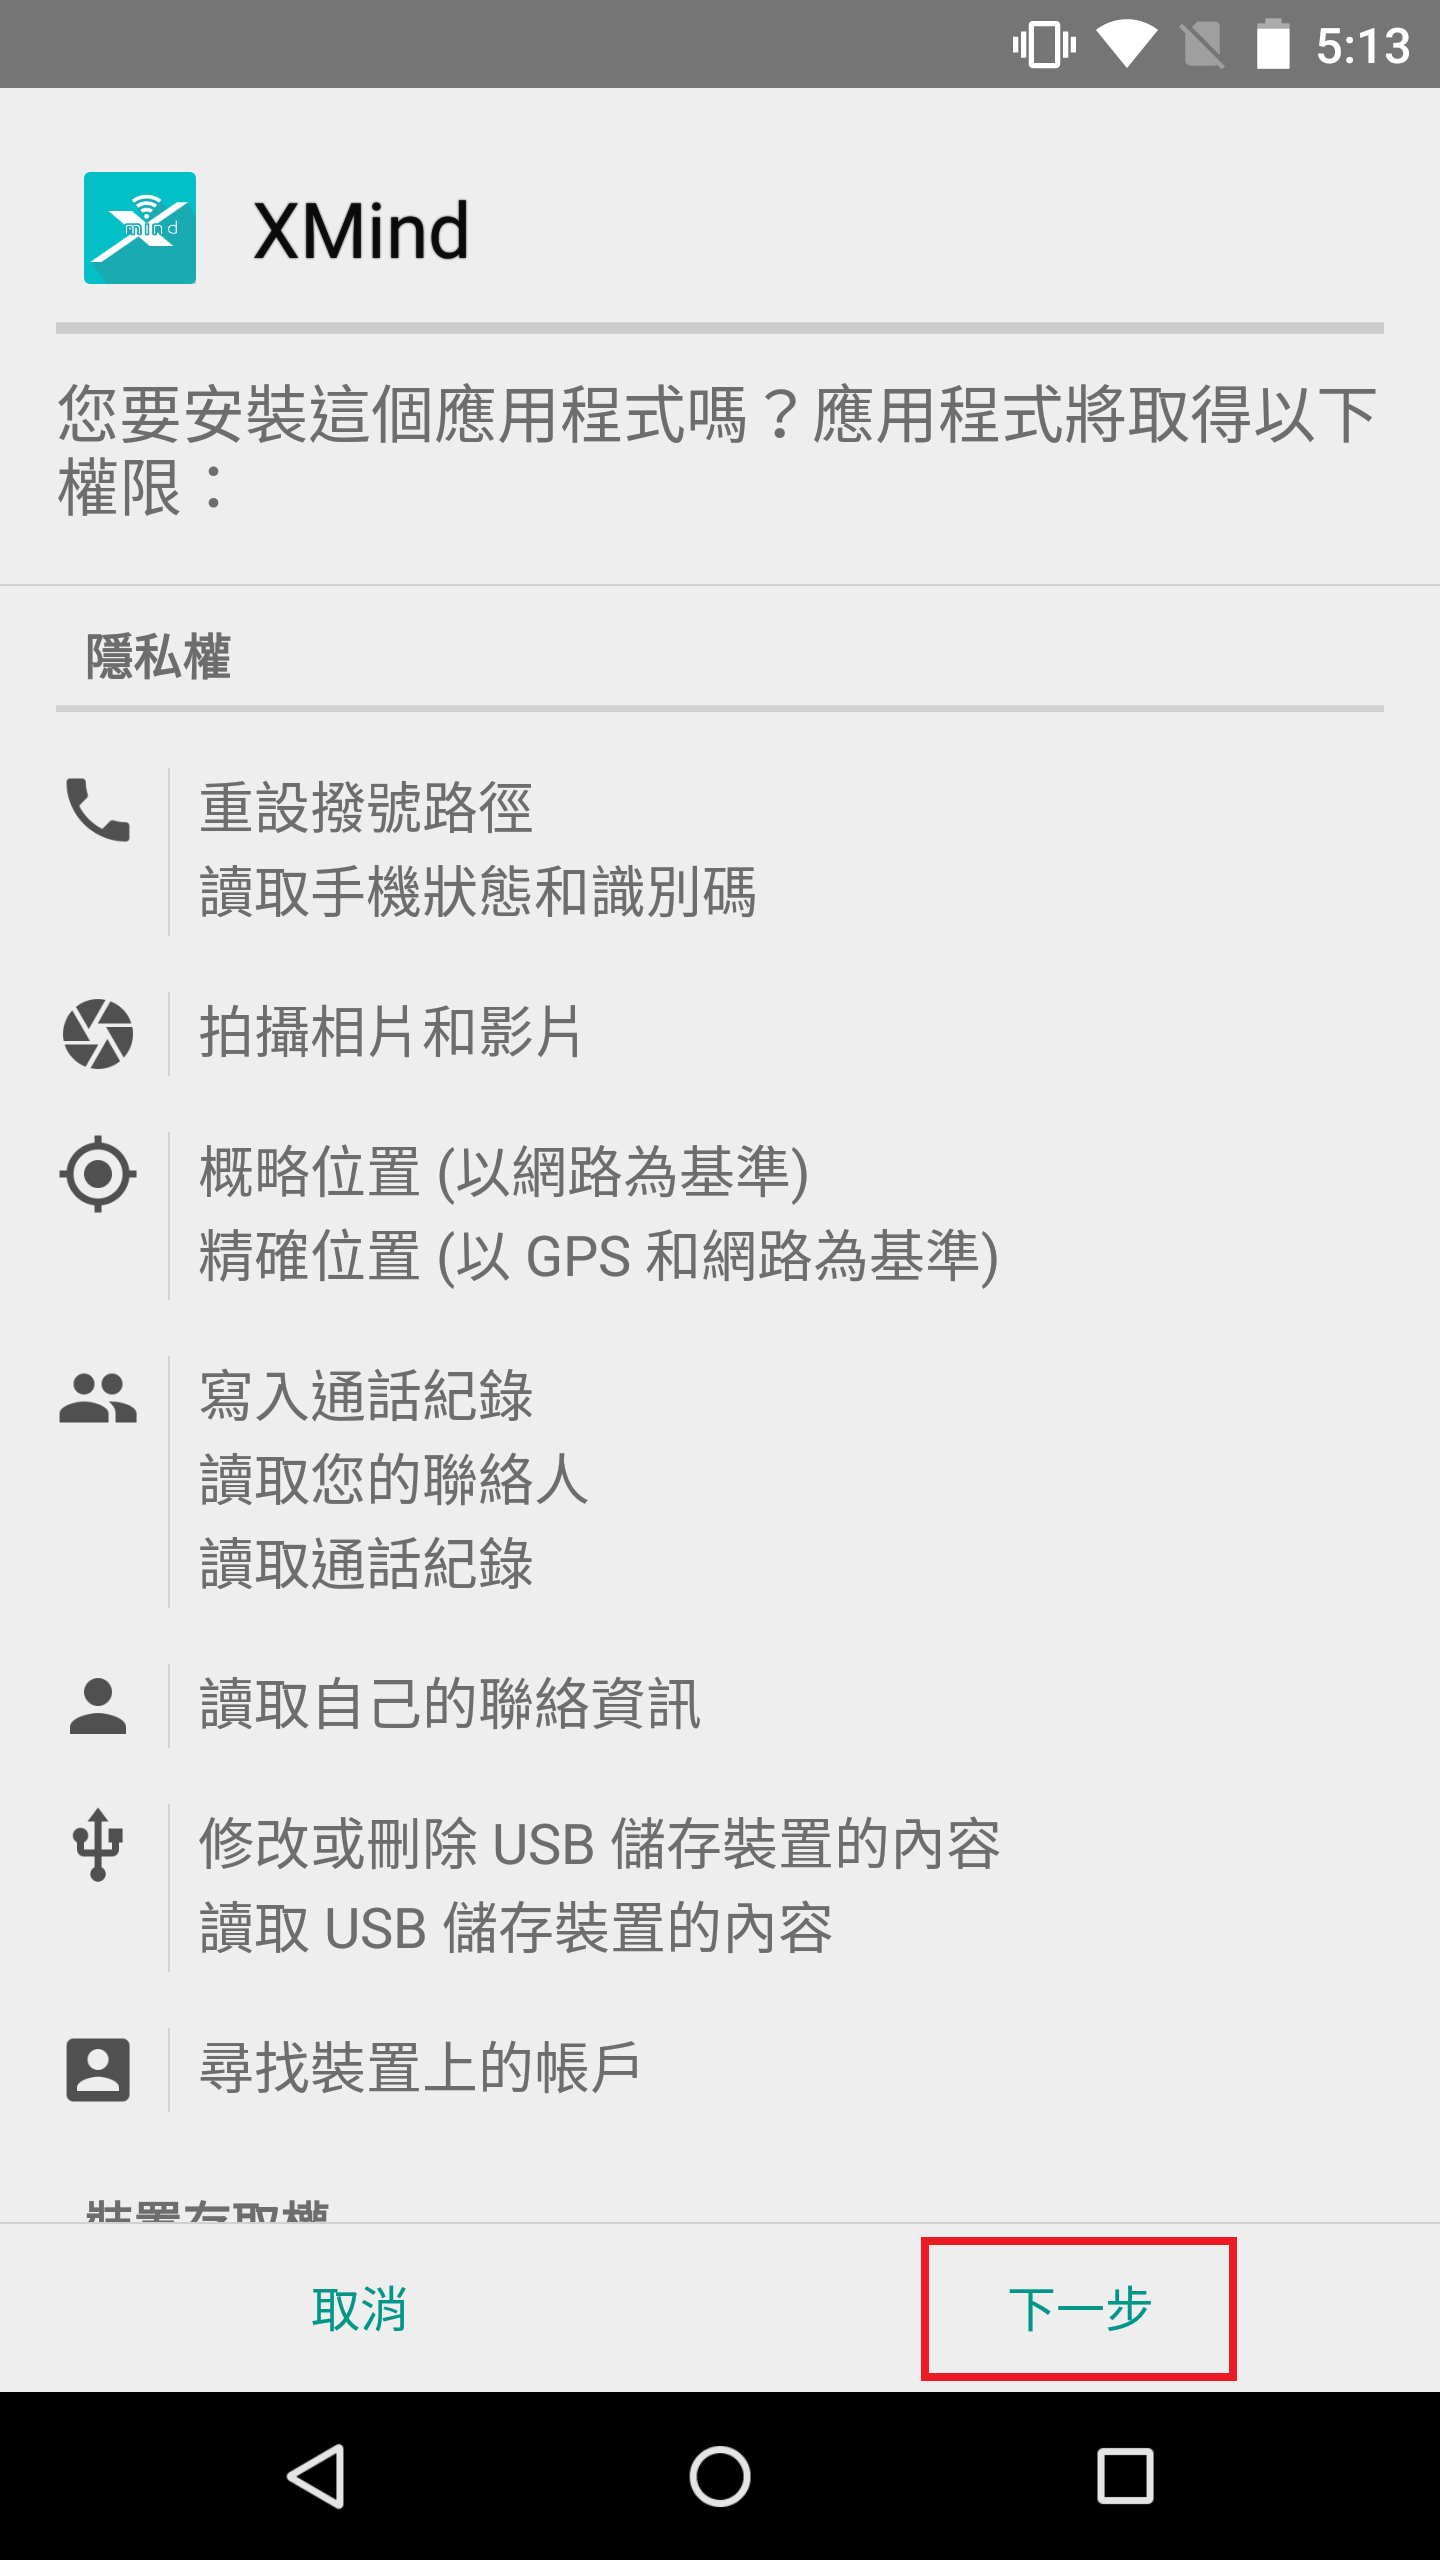 5:13
mind
XMind
您要安裝這個應用程式嗎？應用程式將取得以下
權限：
隱私權
重設撥號路徑
讀取手機狀態和識別碼
拍攝相片和影片
概略位置 (以網路為基準)
精確位置 (以 GPS 和網路為基準)
寫入通話紀錄
讀取您的聯絡人
讀取通話紀錄
讀取自己的聯絡資訊
修改或刪除 USB 儲存裝置的內容
讀取 USB 儲存裝置的內容
尋找裝置上的帳戶
裝置存取權
取消
下一步